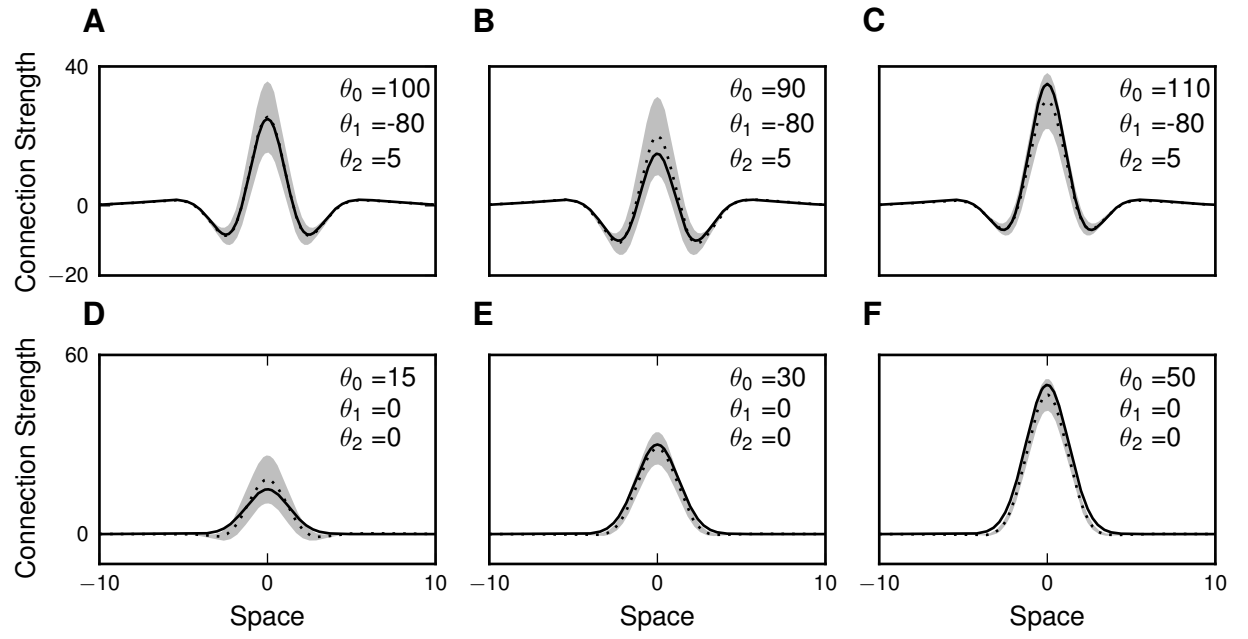 A
B
C
Connection Strength
40
0
−20
θ0 =100
θ1 =-80
θ2 =5
θ0 =90
θ1 =-80
θ2 =5
θ0 =110
θ1 =-80
θ2 =5
D
E
F
Connection Strength
60
0
θ0 =15
θ1 =0
θ2 =0
θ0 =30
θ1 =0
θ2 =0
θ0 =50
θ1 =0
θ2 =0
−10 0 10
−10 0 10
−10 0 10
Space
Space
Space